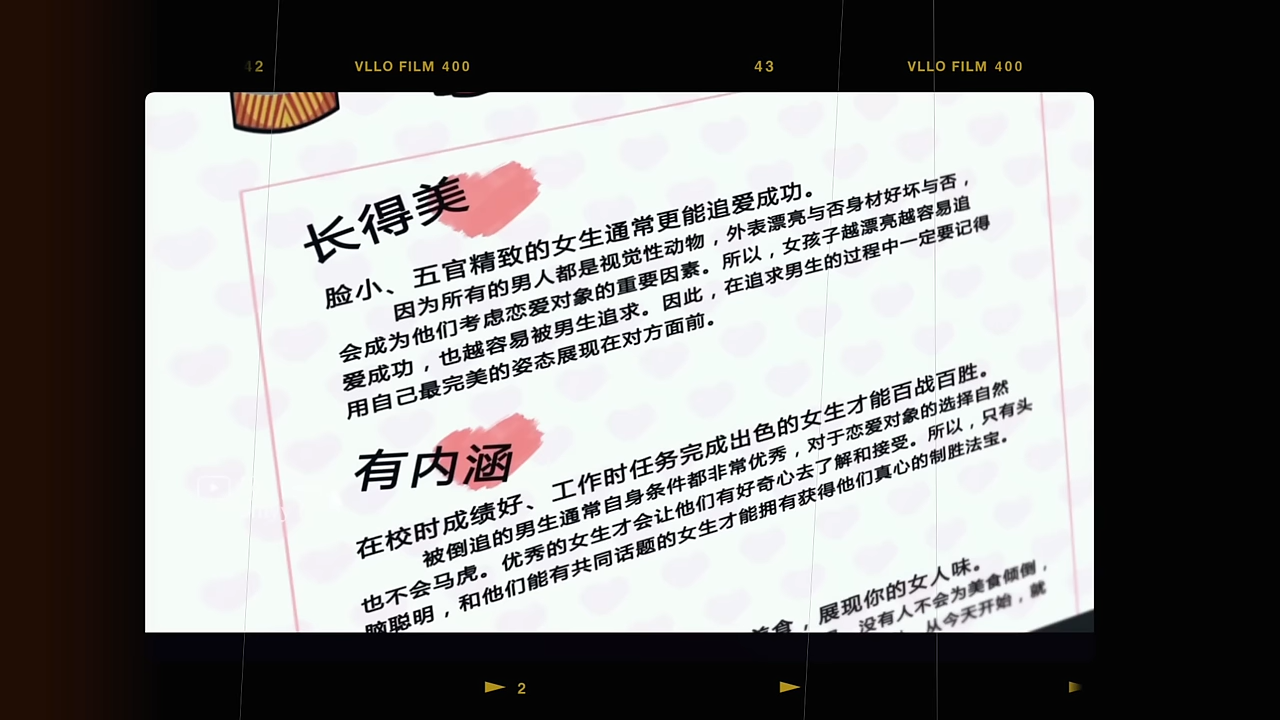 42 VLLO FILM 400 43 VLLO FILM 400
长得美
脸小、五官精致的女生通常更能追爱成功。
因为所有的男人都是视觉性动物，外表漂亮与否身材好坏与否，
会成为他们考虑恋爱对象的重要因素。所以，女孩子越漂亮越容易追
爱成功，也越容易被男生追求。因此，在追求男生的过程中一定要记得
用自己最完美的姿态展现在对方面前。
有内涵
在校时成绩好、工作时任务完成出色的女生才能百战百胜。
被倒追的男生通常自身条件都非常优秀，对于恋爱对象的选择自然
也不会马虎。优秀的女生才会让他们有好奇心去了解和接受。所以，只有头
脑聪明，和他们能有共同话题的女生才能拥有获得他们真心的制胜法宝。
美食，展现你的女人味。
没有人不会为美食倾倒，
从今天开始，就
2